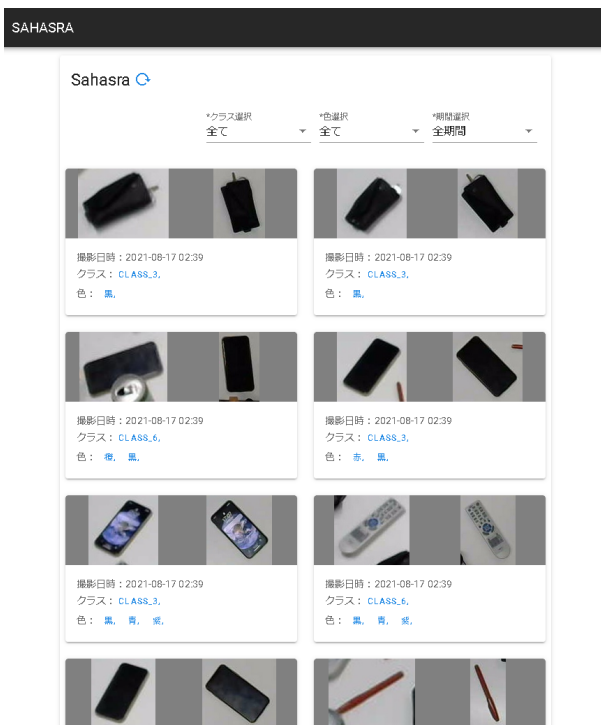 SAHASRA
Sahasra
*クラス選択
全て
*色選択
全て
*期間選択
全期間
撮影日時：2021-08-17 02:39
クラス： CLASS_3,
色： 黒,
撮影日時：2021-08-17 02:39
クラス： CLASS_3,
色： 黒,
撮影日時：2021-08-17 02:39
クラス： CLASS_6,
色： 橙, 黒,
撮影日時：2021-08-17 02:39
クラス： CLASS_3,
色： 赤, 黒,
撮影日時：2021-08-17 02:39
クラス： CLASS_3,
色： 黒, 青, 紫,
撮影日時：2021-08-17 02:39
クラス： CLASS_6,
色： 黒, 青, 紫,